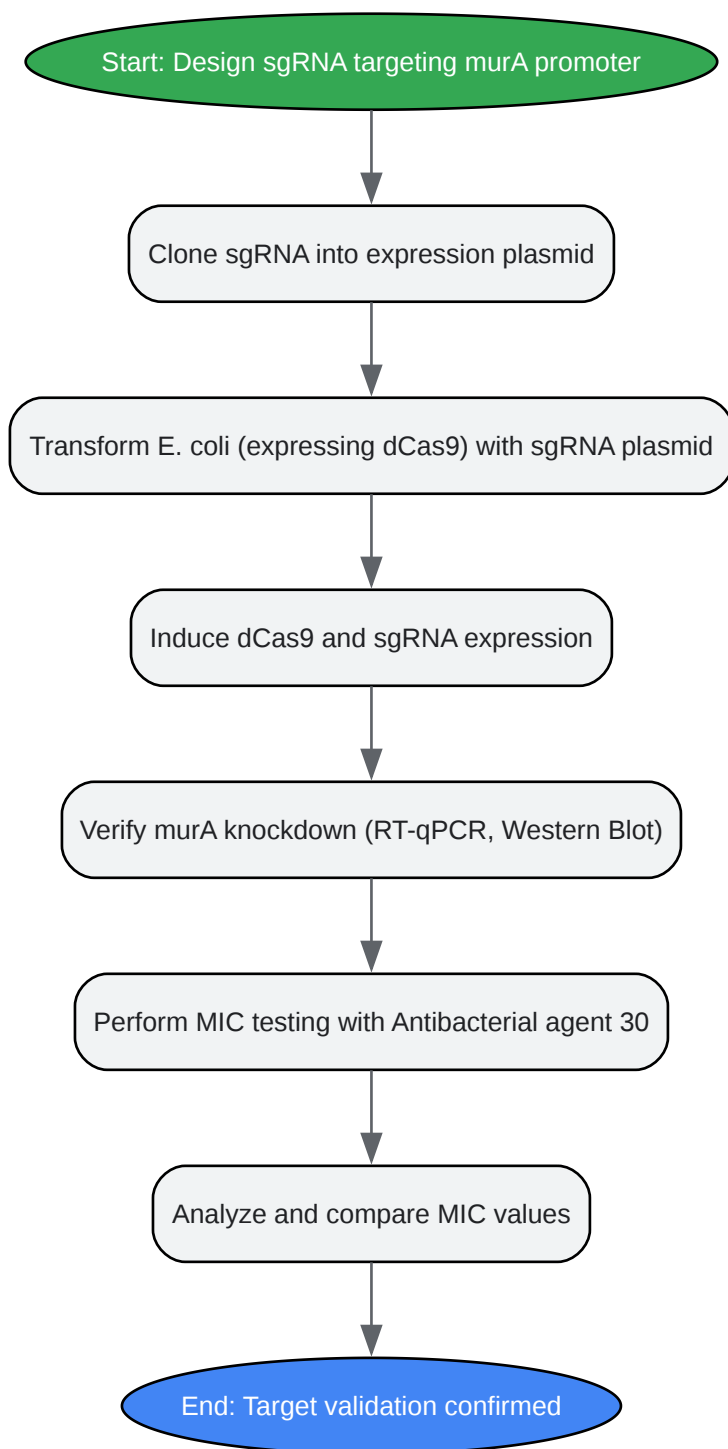 Start: Design sgRNA targeting murA promoter
Clone sgRNA into expression plasmid
Transform E. coli (expressing dCas9) with sgRNA plasmid
Induce dCas9 and sgRNA expression
Verify murA knockdown (RT-qPCR, Western Blot)
Perform MIC testing with Antibacterial agent 30
Analyze and compare MIC values
End: Target validation confirmed